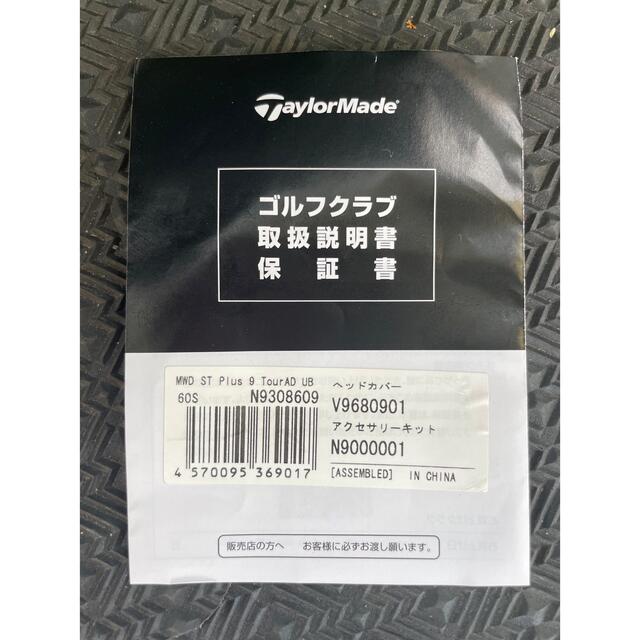 TaylorMade
ゴルフクラブ
取扱説明書
保証書
MWD ST Plus 9 TourAD UB
60S N9308609
4 570095 369017
ヘッドカバー
V9680901
アクセサリーキット
N9000001
[ASSEMBLED] IN CHINA
販売店の方へ お客様に必ずお渡し願います。